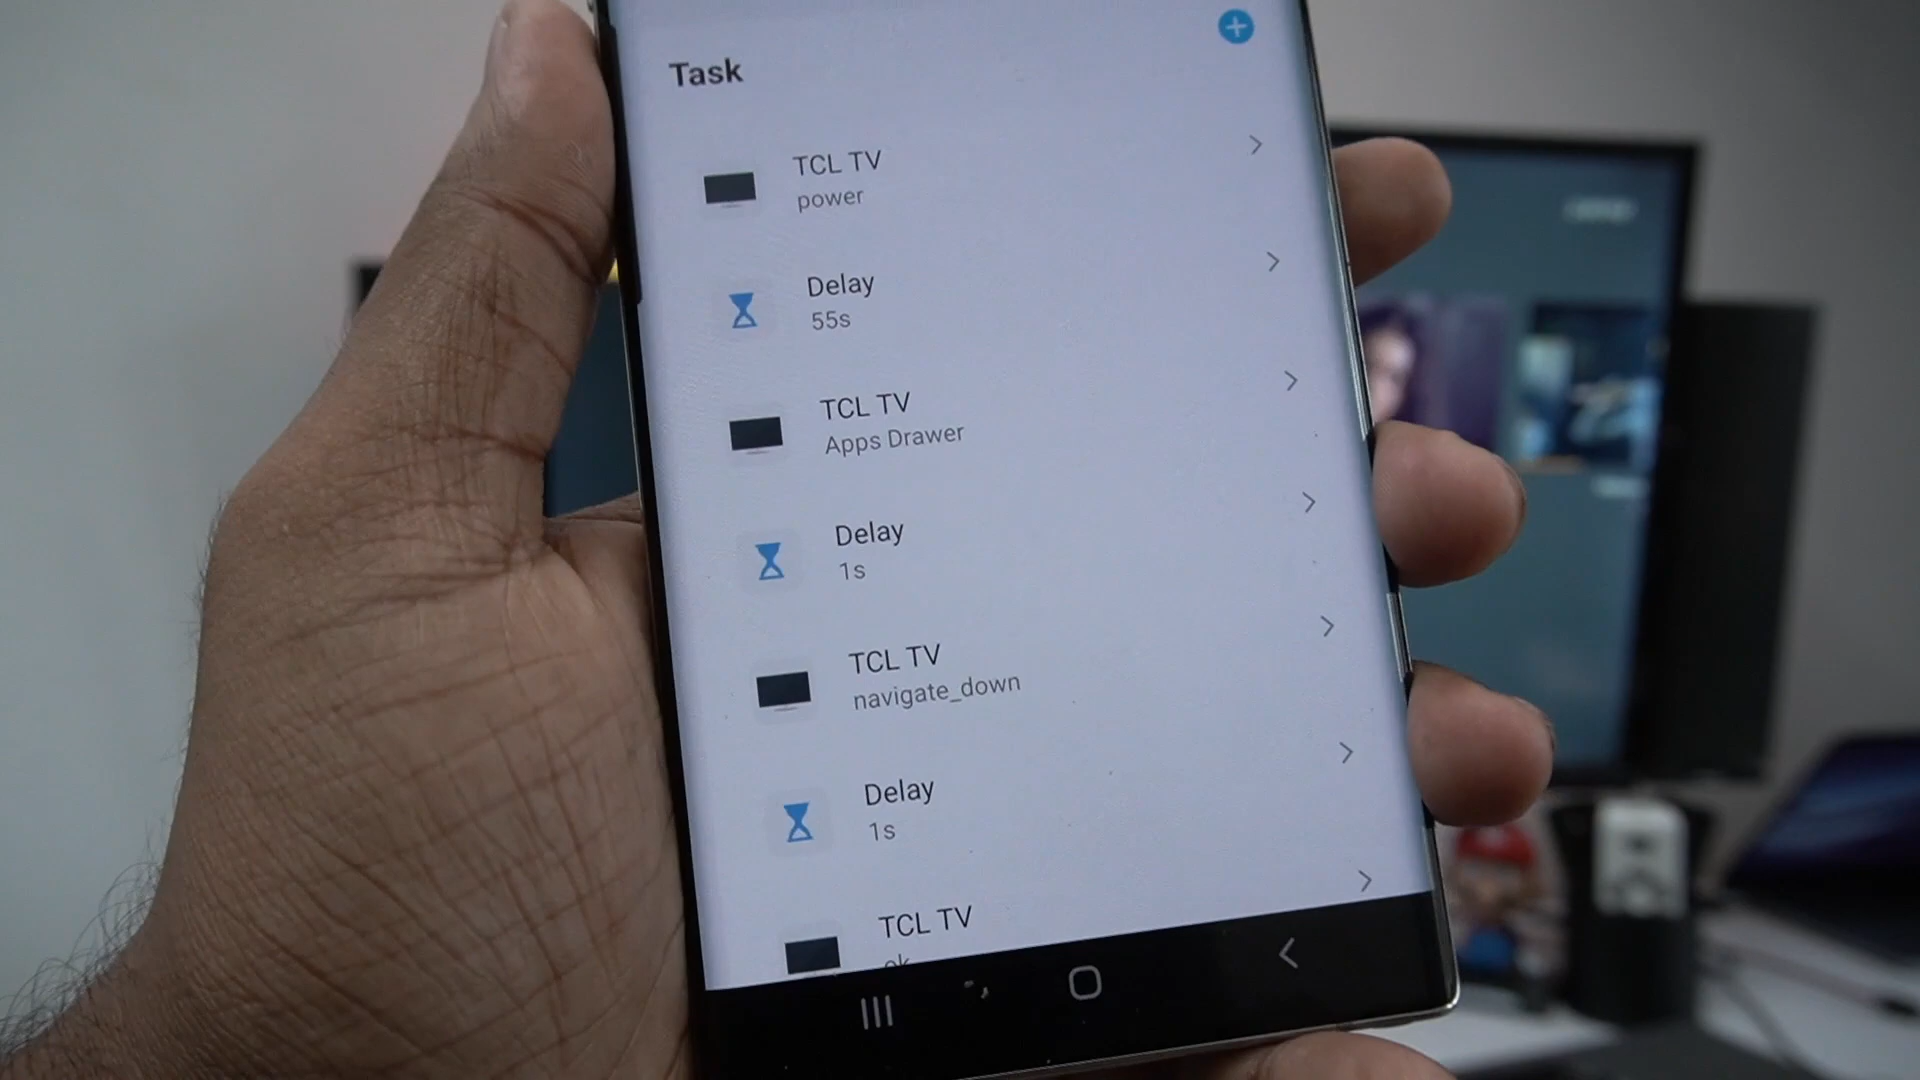 Task
TCL TV
power
Delay
55s
TCL TV
Apps Drawer
Delay
1s
TCL TV
navigate_down
Delay
1s
TCL TV
ok